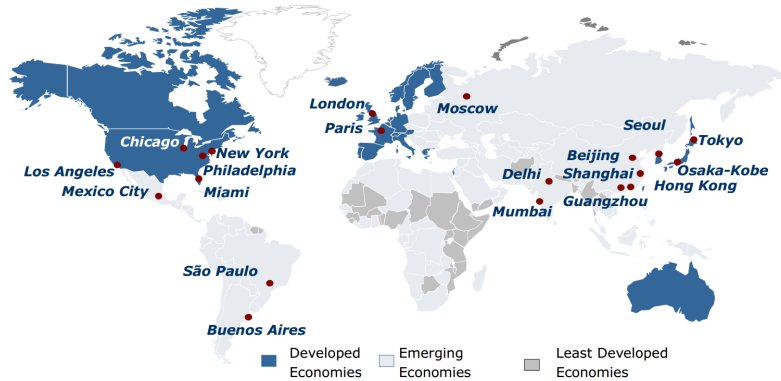 London
Moscow
Paris
Seoul
Chicago
Tokyo
New York
Beijing
Los Angeles
Philadelphia
Delhi
Shanghai
Osaka-Kobe
Mexico City
Miami
Hong Kong
Mumbai
Guangzhou
São Paulo
Buenos Aires
Developed
Economies
Emerging
Economies
Least Developed
Economies